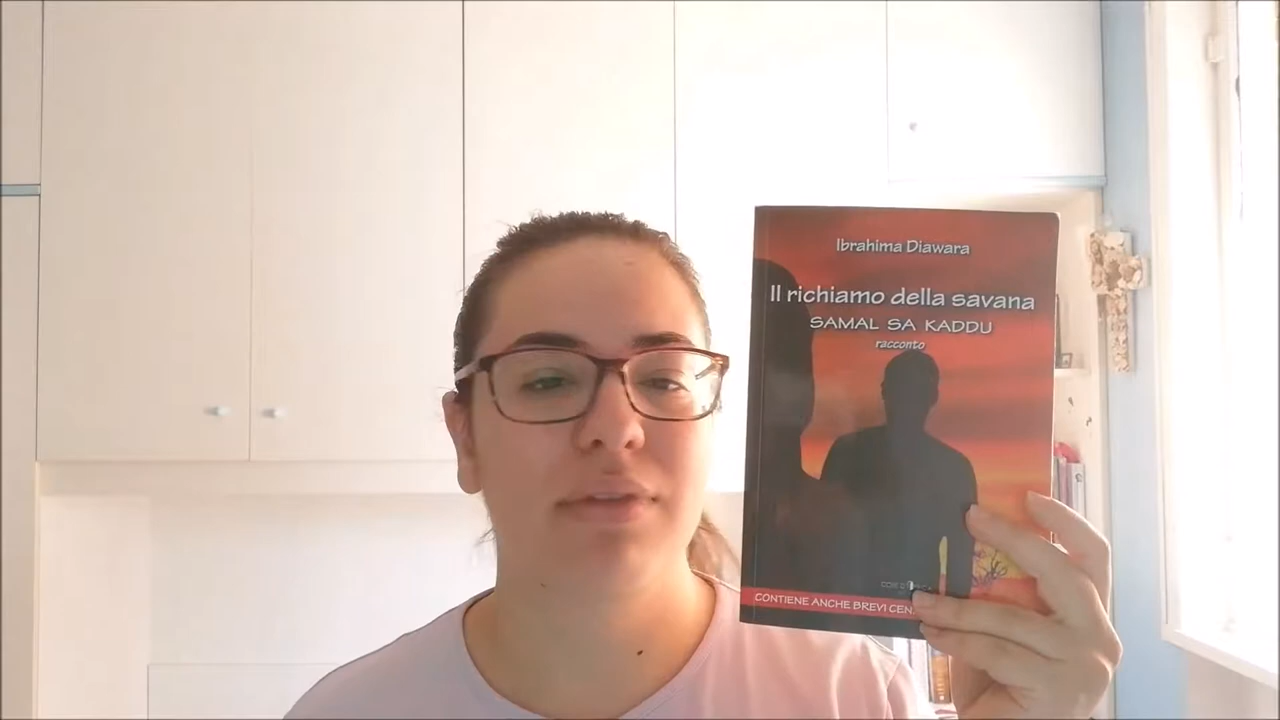 Ibrahima Diawara
Il richiamo della savana
SAMAL SA KADDU
racconto
CONTIENE ANCHE BREVI